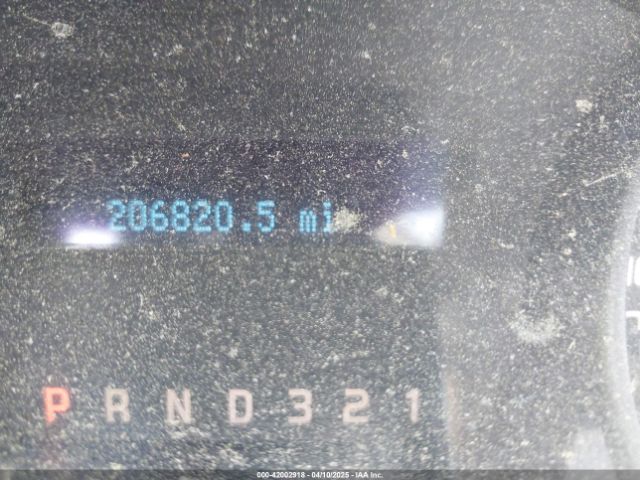 206820.5 mi
P R N D 3 2 1
000-42002918 - 04/10/2025 - IAA Inc.